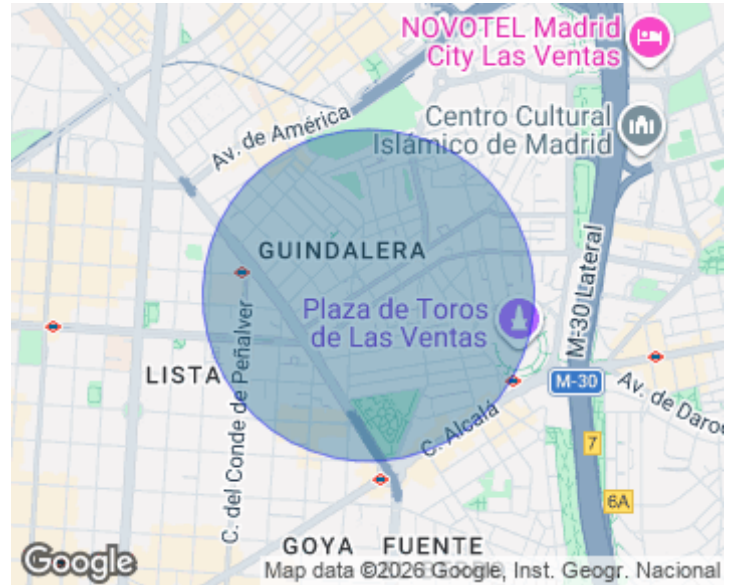 NOVOTEL Madrid
City Las Ventas
Av. de América
Centro Cultural
Islámico de Madrid
GUINDALERA
Plaza de Toros
de Las Ventas
M-30 Lateral
LISTA
C. del Conde de Peñalver
M-30
Av. de Daroc
C. Alcalá
7
6A
GOYA
FUENTE
Google
Map data ©2026 Google, Inst. Geogr. Nacional